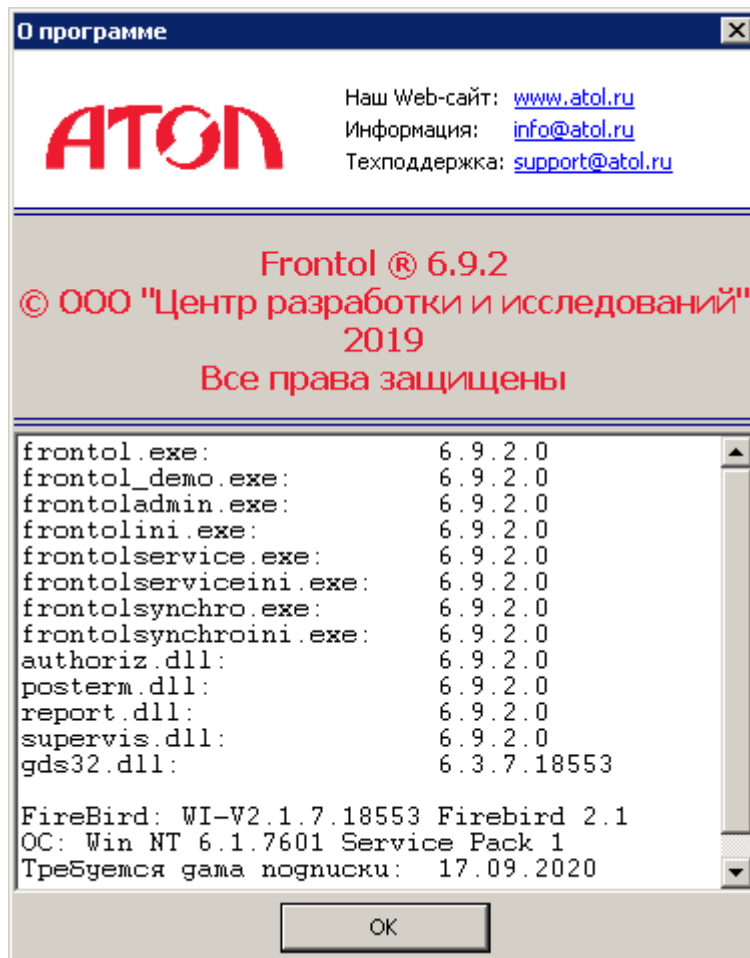 О программе
АТОЛ
Наш Web-сайт: www.atol.ru
Информация: info@atol.ru
Техподдержка: support@atol.ru
Frontol ® 6.9.2
© ООО "Центр разработки и исследований"
2019
Все права защищены
frontol.exe: 6.9.2.0
frontol_demo.exe: 6.9.2.0
frontoladmin.exe: 6.9.2.0
frontolini.exe: 6.9.2.0
frontolservice.exe: 6.9.2.0
frontolserviceini.exe: 6.9.2.0
frontolsynchro.exe: 6.9.2.0
frontolsynchroini.exe: 6.9.2.0
authoriz.dll: 6.9.2.0
posterm.dll: 6.9.2.0
report.dll: 6.9.2.0
supervis.dll: 6.9.2.0
gds32.dll: 6.3.7.18553
FireBird: WI-V2.1.7.18553 Firebird 2.1
ОС: Win NT 6.1.7601 Service Pack 1
Требуемся дата подписки: 17.09.2020
OK